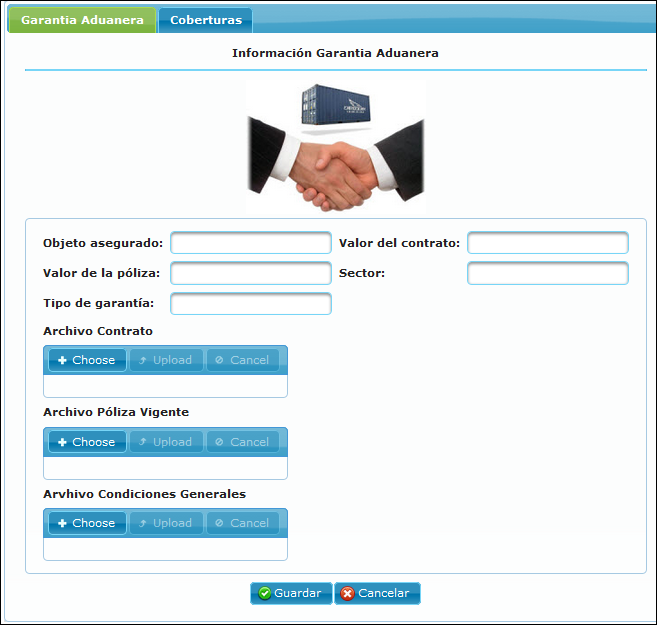 Garantia Aduanera Coberturas
Información Garantia Aduanera
Objeto asegurado: Valor del contrato:
Valor de la póliza: Sector:
Tipo de garantía:
Archivo Contrato
Choose Upload Cancel
Archivo Póliza Vigente
Choose Upload Cancel
Arvhivo Condiciones Generales
Choose Upload Cancel
Guardar Cancelar